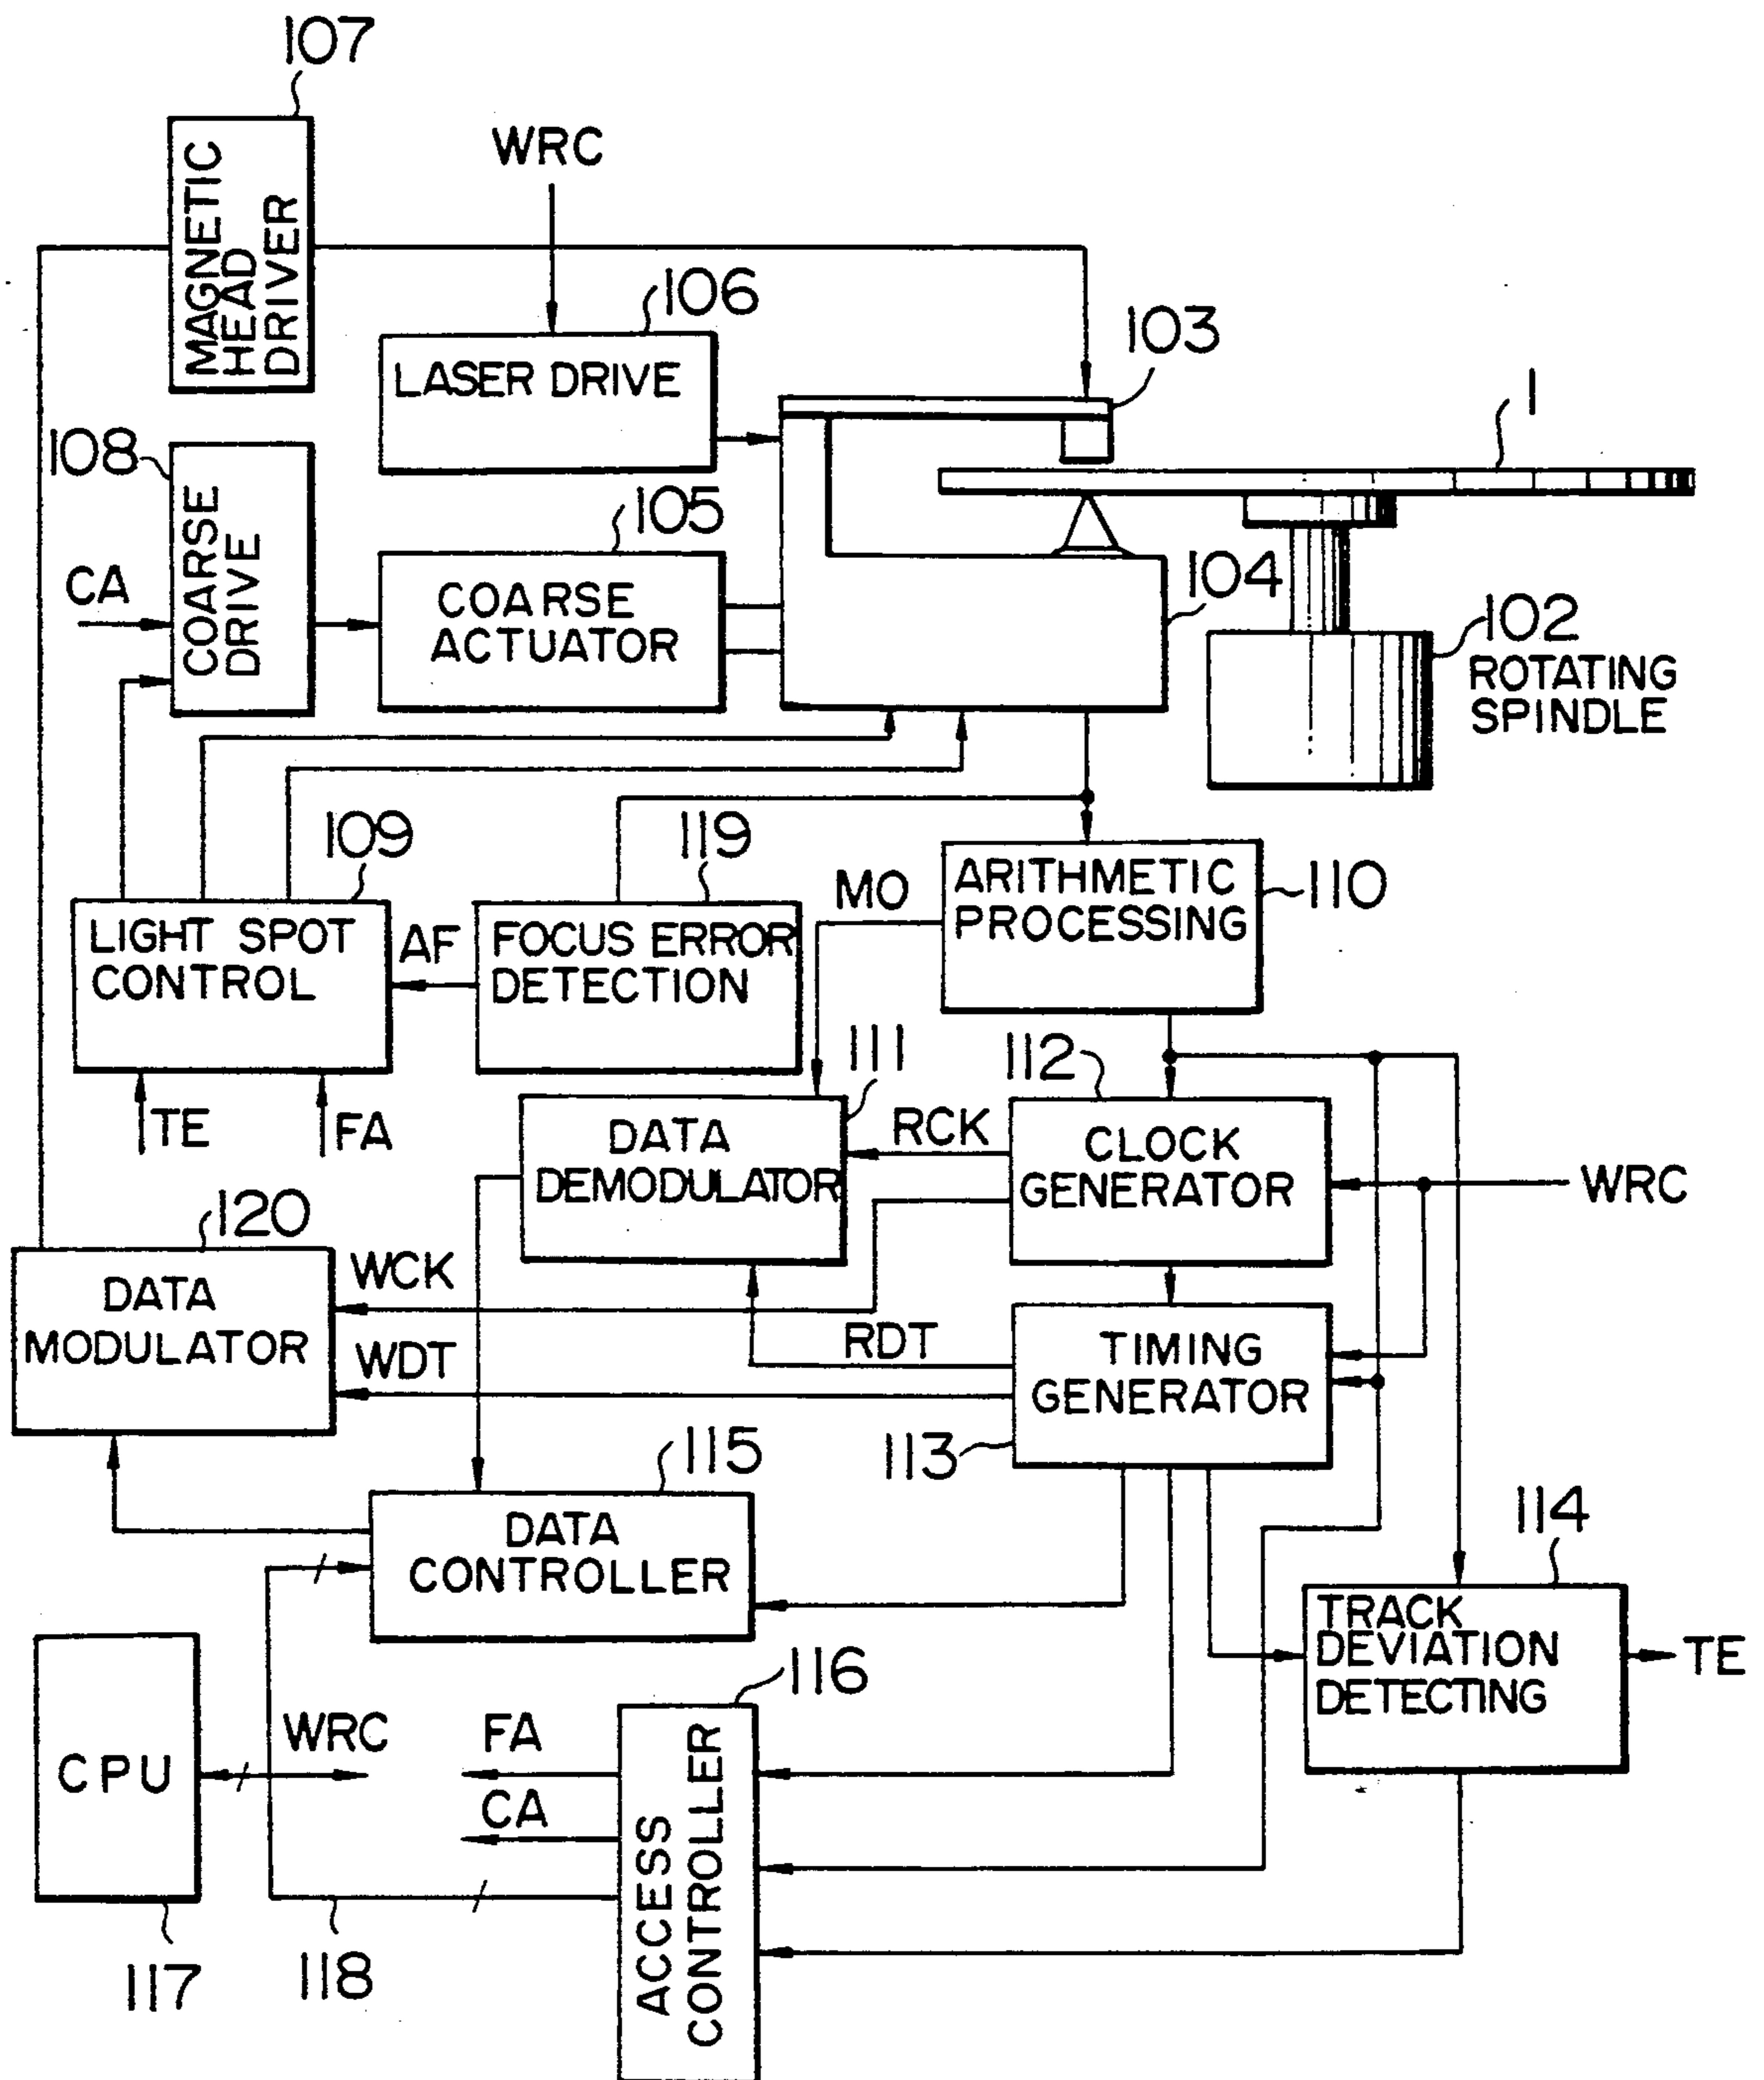 107
MAGNETIC
HEAD
DRIVER
WRC
106
LASER DRIVE
103
1
108
COARSE
DRIVE
CA
105
COARSE
ACTUATOR
104
102
ROTATING
SPINDLE
109
LIGHT SPOT
CONTROL
AF
119
FOCUS ERROR
DETECTION
MO
ARITHMETIC
PROCESSING
110
TE
FA
111
DATA
DEMODULATOR
RCK
112
CLOCK
GENERATOR
WRC
120
DATA
MODULATOR
WCK
WDT
RDT
TIMING
GENERATOR
113
115
DATA
CONTROLLER
114
TRACK
DEVIATION
DETECTING
TE
116
ACCESS
CONTROLLER
FA
CA
WRC
CPU
117
118